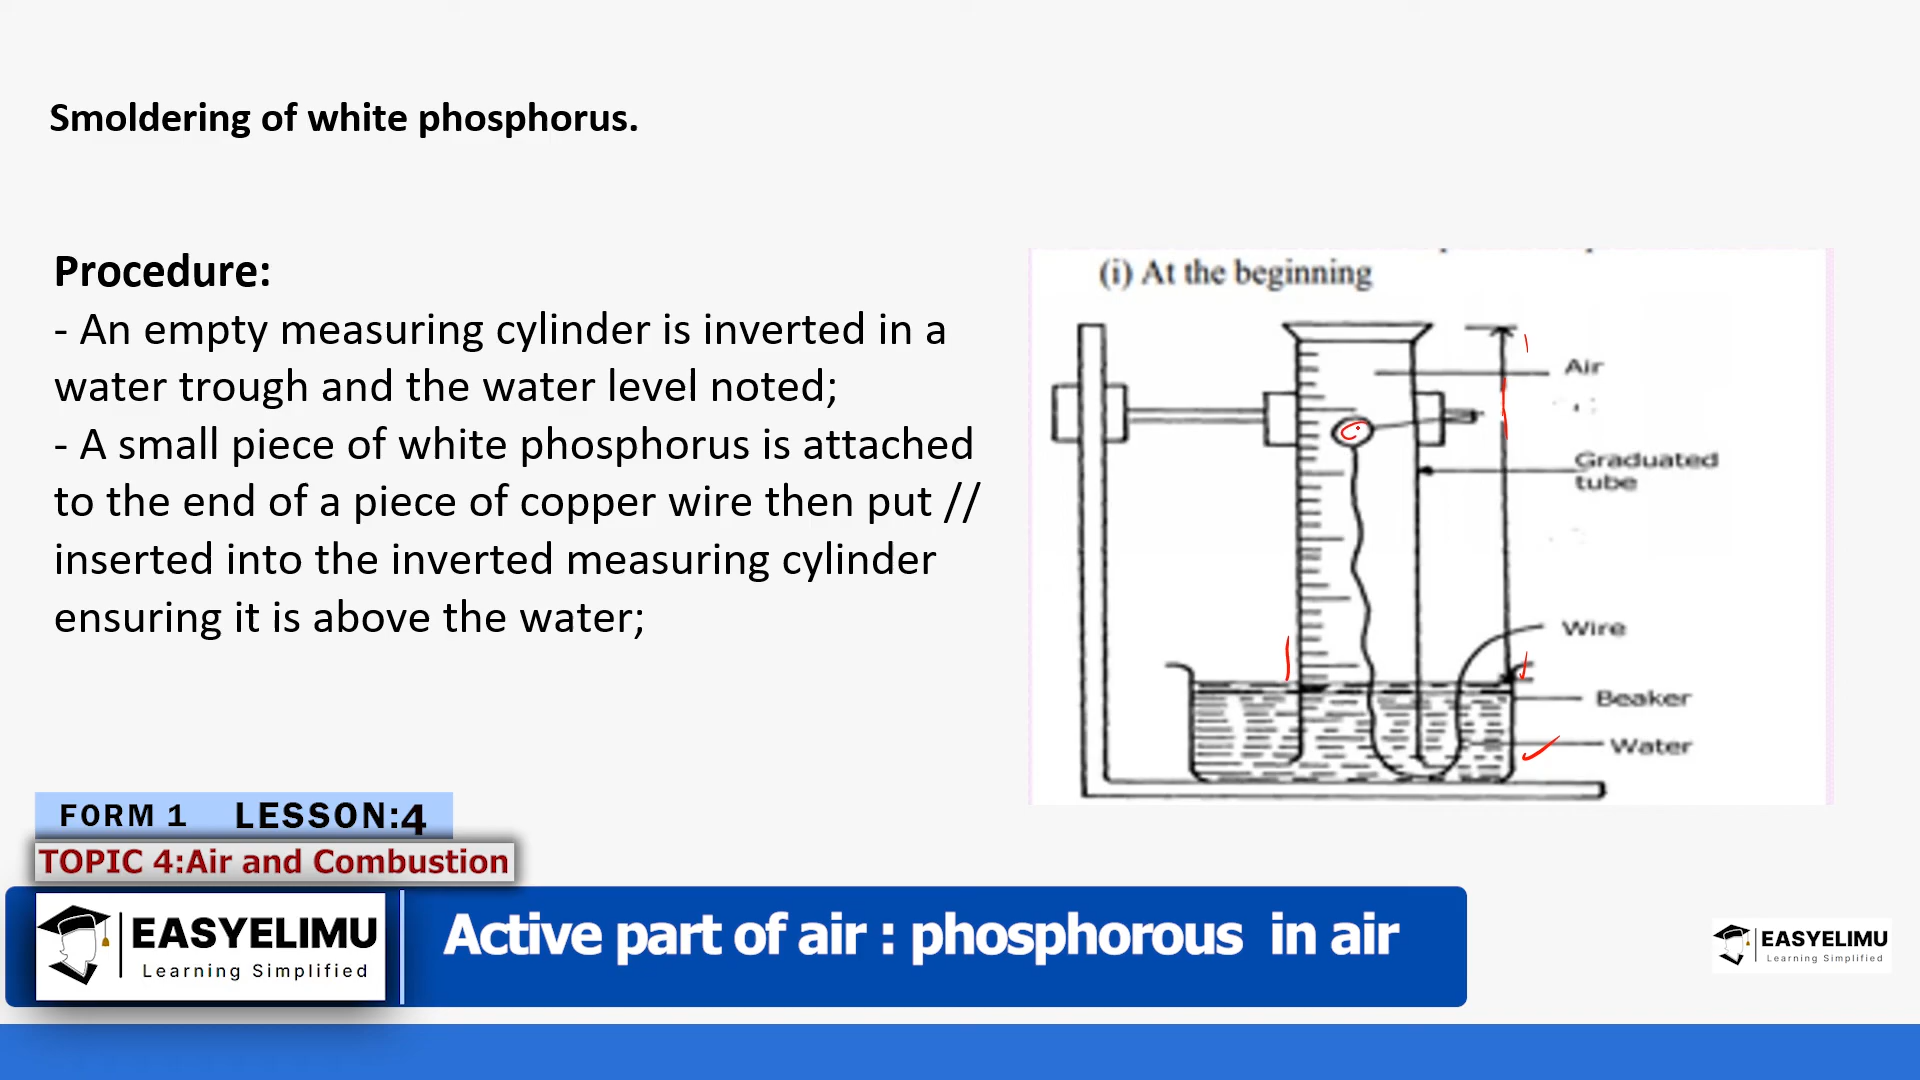 Smoldering of white phosphorus.
Procedure:
- An empty measuring cylinder is inverted in a
water trough and the water level noted;
- A small piece of white phosphorus is attached
to the end of a piece of copper wire then put //
inserted into the inverted measuring cylinder
ensuring it is above the water;
(i) At the beginning
Air
Graduated
tube
Wire
Beaker
Water
FORM 1 LESSON:4
TOPIC 4:Air and Combustion
EASYELIMU
Learning Simplified
Active part of air : phosphorous in air
EASYELIMU
Learning Simplified